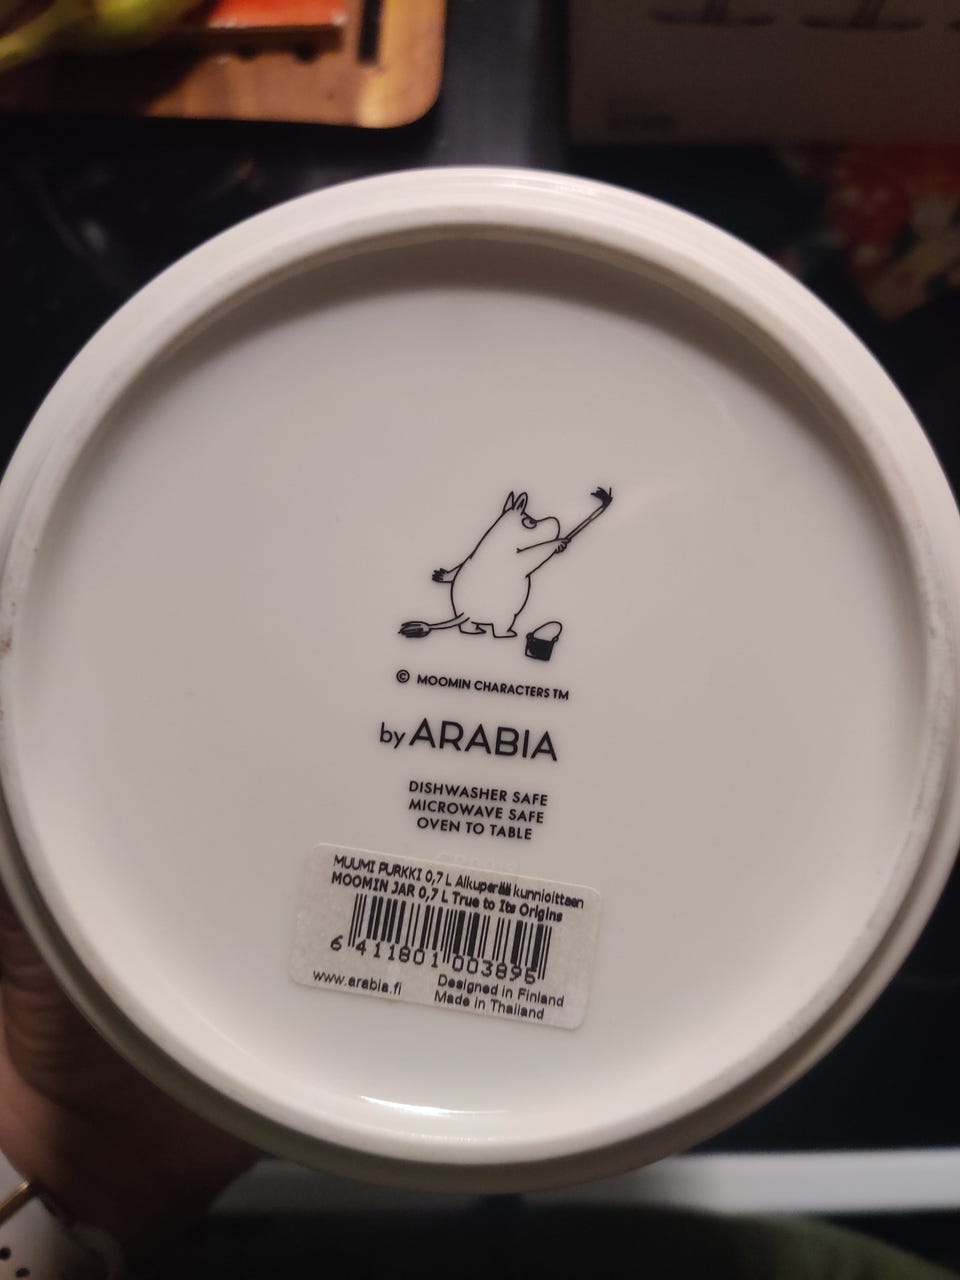 © MOOMIN CHARACTERS TM
by ARABIA
DISHWASHER SAFE
MICROWAVE SAFE
OVEN TO TABLE
MUUMI PURKKI 0,7 L Alkuperää kunnioittaen
MOOMIN JAR 0,7 L True to Its Origins
6 411801 003895
www.arabia.fi
Designed in Finland
Made in Thailand